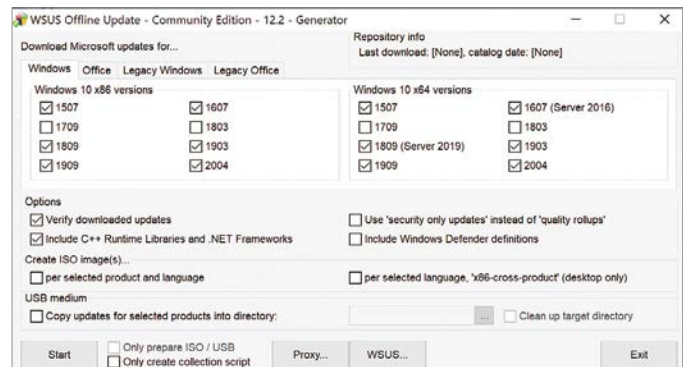 WSUS Offline Update - Community Edition - 12.2 - Generator
Download Microsoft updates for...
Repository info
Last download: [None], catalog date: [None]
Windows Office Legacy Windows Legacy Office
Windows 10 x86 versions
1507 1607
1709 1803
1809 1903
1909 2004
Windows 10 x64 versions
1507 1607 (Server 2016)
1709 1803
1809 (Server 2019) 1903
1909 2004
Options
Verify downloaded updates Use 'security only updates' instead of 'quality rollups'
Include C++ Runtime Libraries and .NET Frameworks Include Windows Defender definitions
Create ISO image(s)...
per selected product and language per selected language, 'x86-cross-product' (desktop only)
USB medium
Copy updates for selected products into directory: ... Clean up target directory
Start
Only prepare ISO / USB
Only create collection script
Proxy... WSUS... Exit